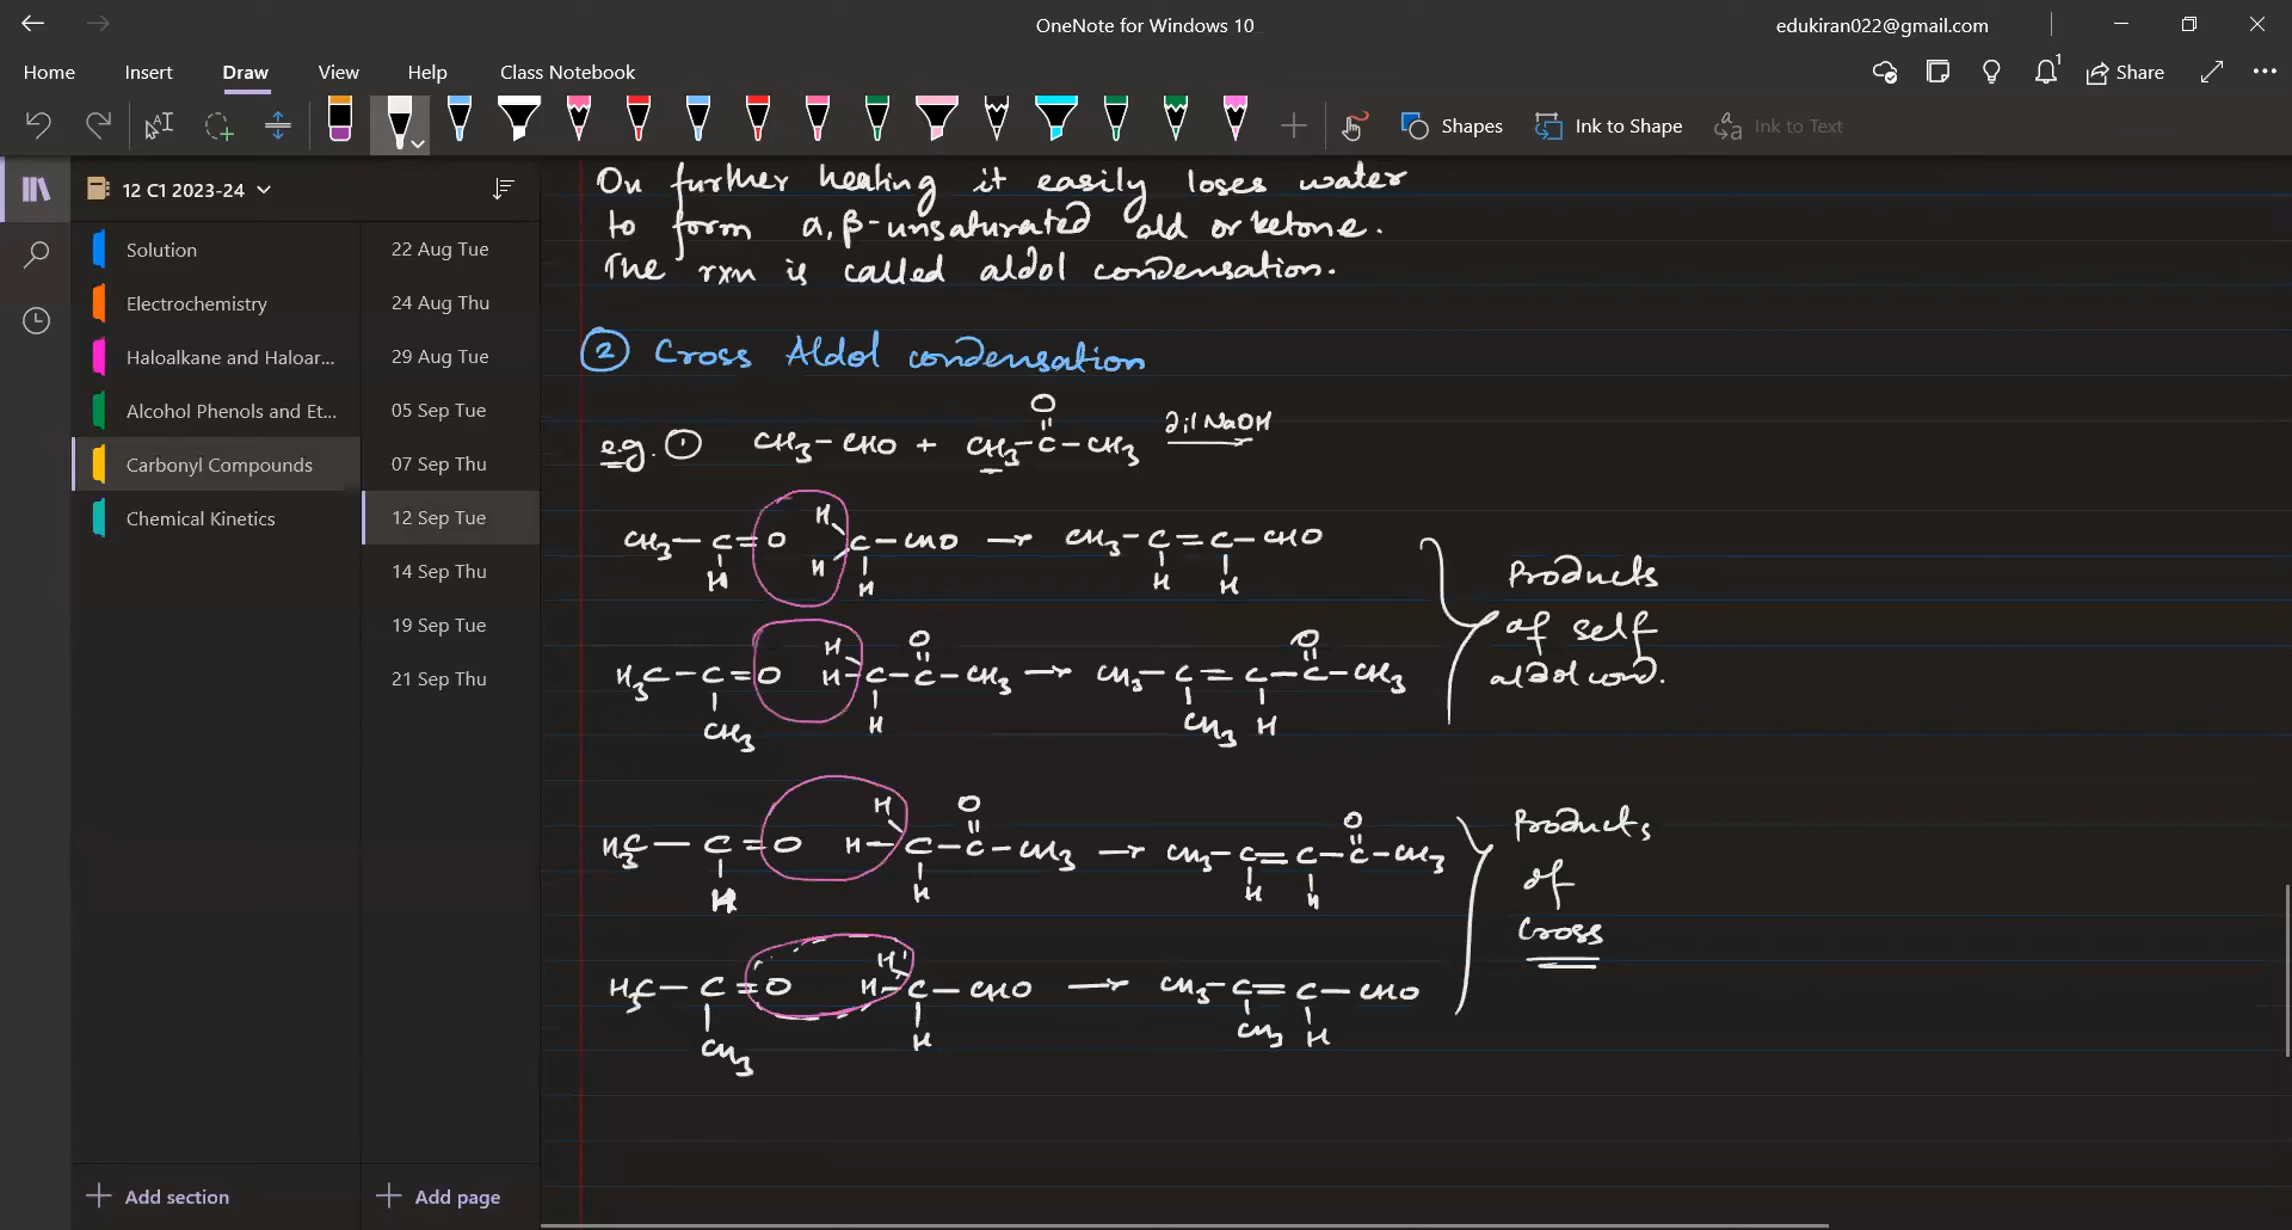 OneNote for Windows 10
edukiran022@gmail.com
Home Insert Draw View Help Class Notebook
1
Share
Shapes Ink to Shape Ink to Text
12 C1 2023-24
Solution
Electrochemistry
Haloalkane and Haloar...
Alcohol Phenols and Et...
Carbonyl Compounds
Chemical Kinetics
Add section
22 Aug Tue
24 Aug Thu
29 Aug Tue
05 Sep Tue
07 Sep Thu
12 Sep Tue
14 Sep Thu
19 Sep Tue
21 Sep Thu
Add page
On further heating it easily loses water
to form α, β-unsaturated ald or ketone.
The rxn is called aldol condensation.
② Cross Aldol condensation
O
e.g. ① CH3-CHO + CH3-C-CH3 dil NaOH
H
CH3-C=O H C-CHO → CH3-C=C-CHO
H H H H
H O O
H3C-C=O H-C-C-CH3 → CH3-C=C-C-CH3
CH3 H CH3 H
Products
of self
aldol cond.
H O O
H3C-C=O H-C-C-CH3 → CH3-C=C-C-CH3
H H H H
H
H3C-C=O H-C-CHO → CH3-C=C-CHO
CH3 H CH3 H
Products
of
Cross